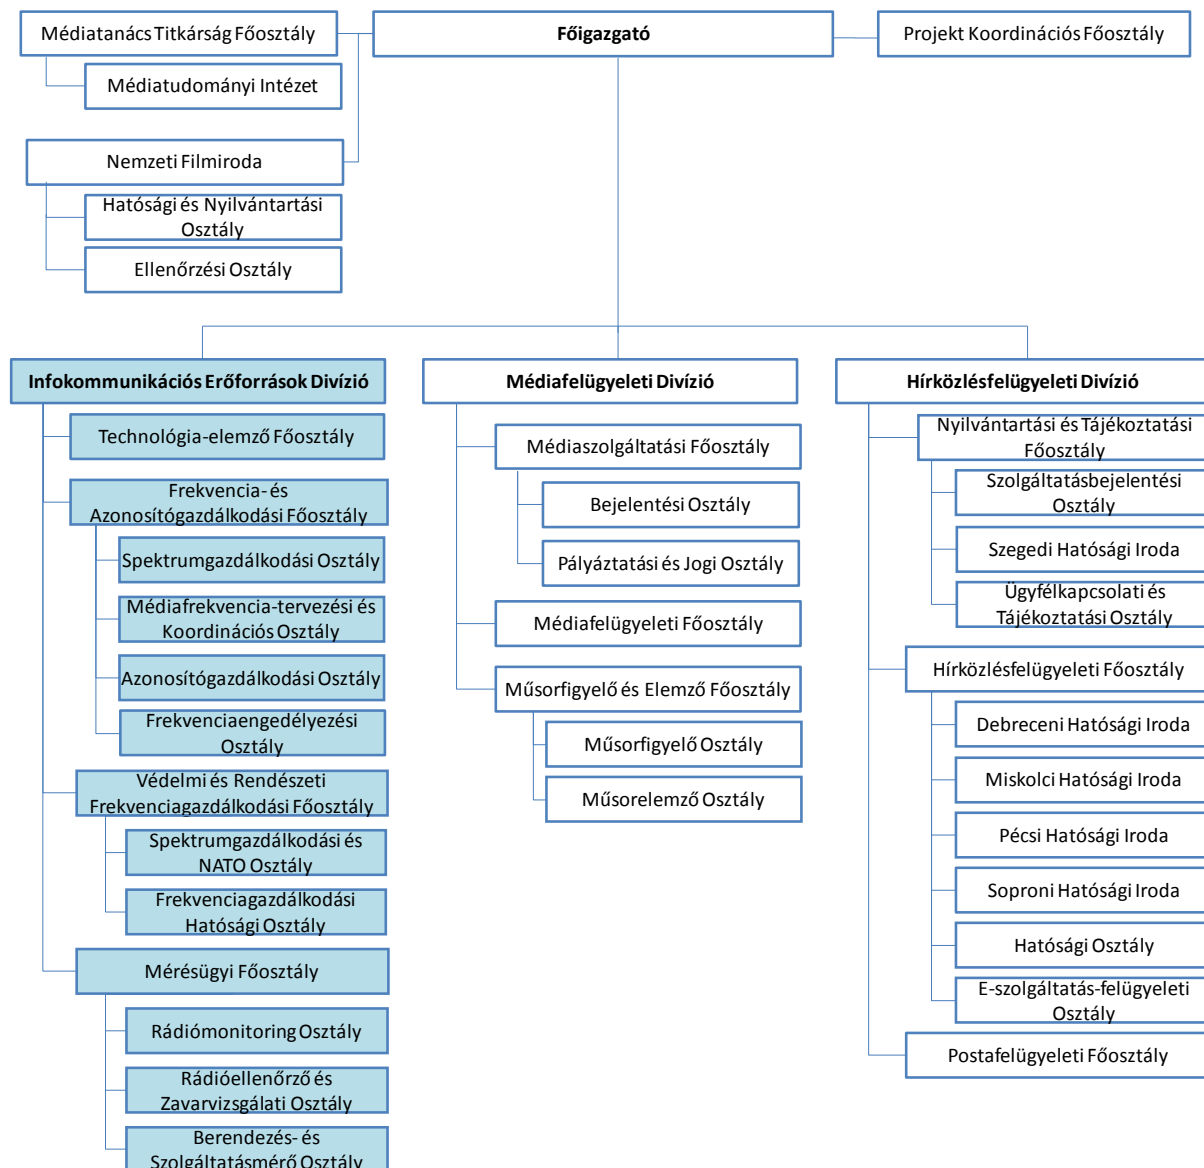 Médiatanács Titkárság Főosztály
Főigazgató
Projekt Koordinációs Főosztály
Médiatudományi Intézet
Nemzeti Filmiroda
Hatósági és Nyilvántartási
Osztály
Ellenőrzési Osztály
Infokommunikációs Erőforrások Divízió
Technológia-elemző Főosztály
Frekvencia- és
Azonosítógazdálkodási Főosztály
Spektrumgazdálkodási Osztály
Médiafrekvencia-tervezési és
Koordinációs Osztály
Azonosítógazdálkodási Osztály
Frekvenciaengedélyezési
Osztály
Védelmi és Rendészeti
Frekvenciagazdálkodási Főosztály
Spektrumgazdálkodási és
NATO Osztály
Frekvenciagazdálkodási
Hatósági Osztály
Mérésügyi Főosztály
Rádiómonitoring Osztály
Rádióellenőrző és
Zavarvizsgálati Osztály
Berendezés- és
Szolgáltatásmérő Osztály
Médiafelügyeleti Divízió
Médiaszolgáltatási Főosztály
Bejelentési Osztály
Pályáztatási és Jogi Osztály
Médiafelügyeleti Főosztály
Műsorfigyelő és Elemző Főosztály
Műsorfigyelő Osztály
Műsorelemző Osztály
Hírközlésfelügyeleti Divízió
Nyilvántartási és Tájékoztatási
Főosztály
Szolgáltatásbejelentési
Osztály
Szegedi Hatósági Iroda
Ügyfélkapcsolati és
Tájékoztatási Osztály
Hírközlésfelügyeleti Főosztály
Debreceni Hatósági Iroda
Miskolci Hatósági Iroda
Pécsi Hatósági Iroda
Soproni Hatósági Iroda
Hatósági Osztály
E-szolgáltatás-felügyeleti
Osztály
Postafelügyeleti Főosztály